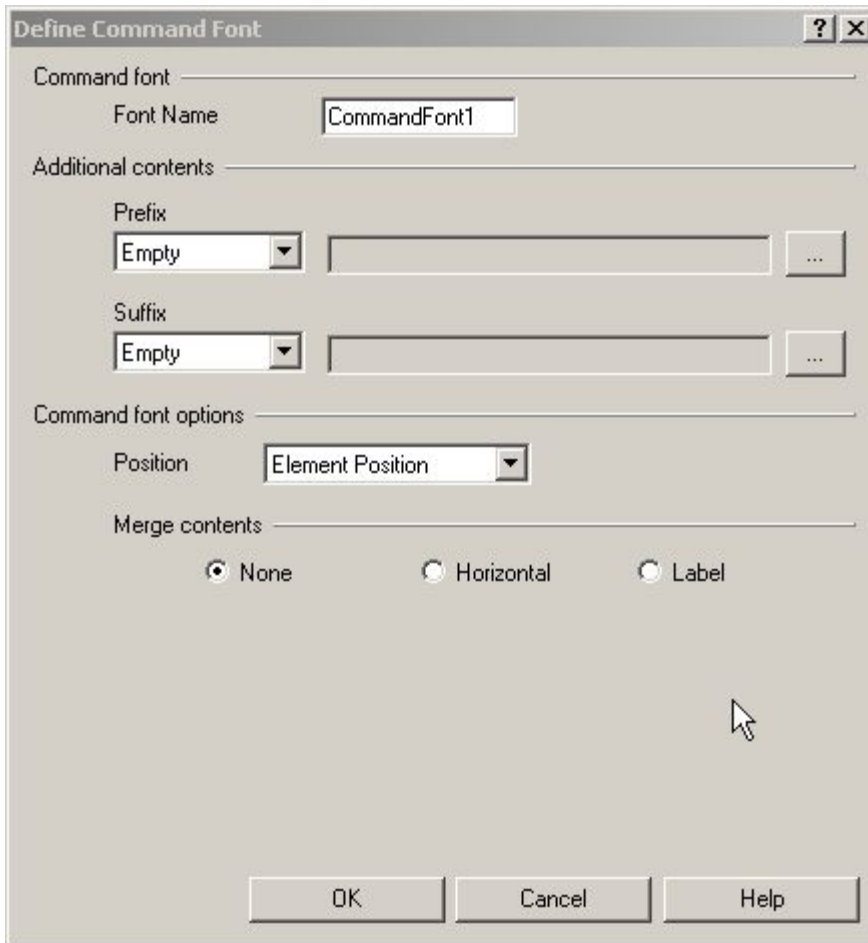 Define Command Font
Command font
Font Name CommandFont1
Additional contents
Prefix
Empty ...
Suffix
Empty ...
Command font options
Position Element Position
Merge contents
None Horizontal Label
OK Cancel Help